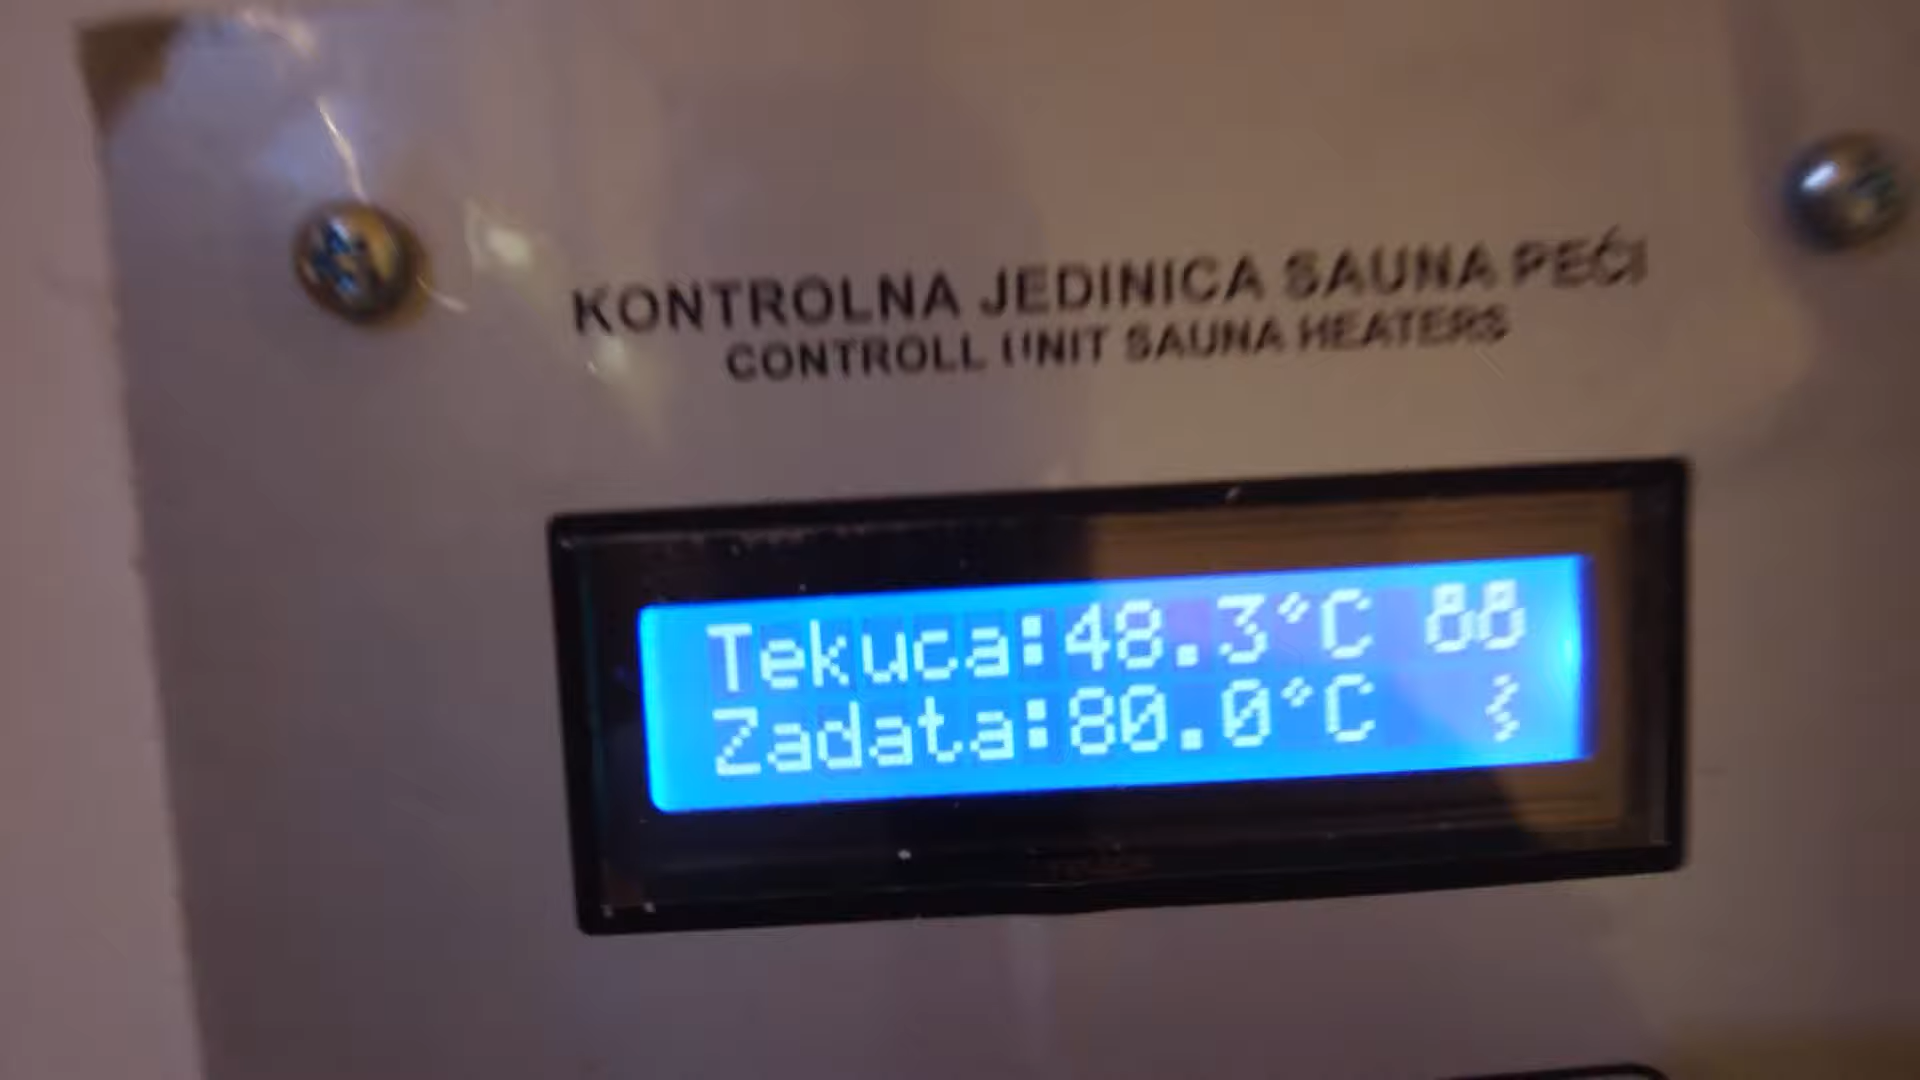 KONTROLNA JEDINICA SAUNA PEĆI
CONTROLL UNIT SAUNA HEATERS
Tekuca:48.3°C
Zadata:80.0°C